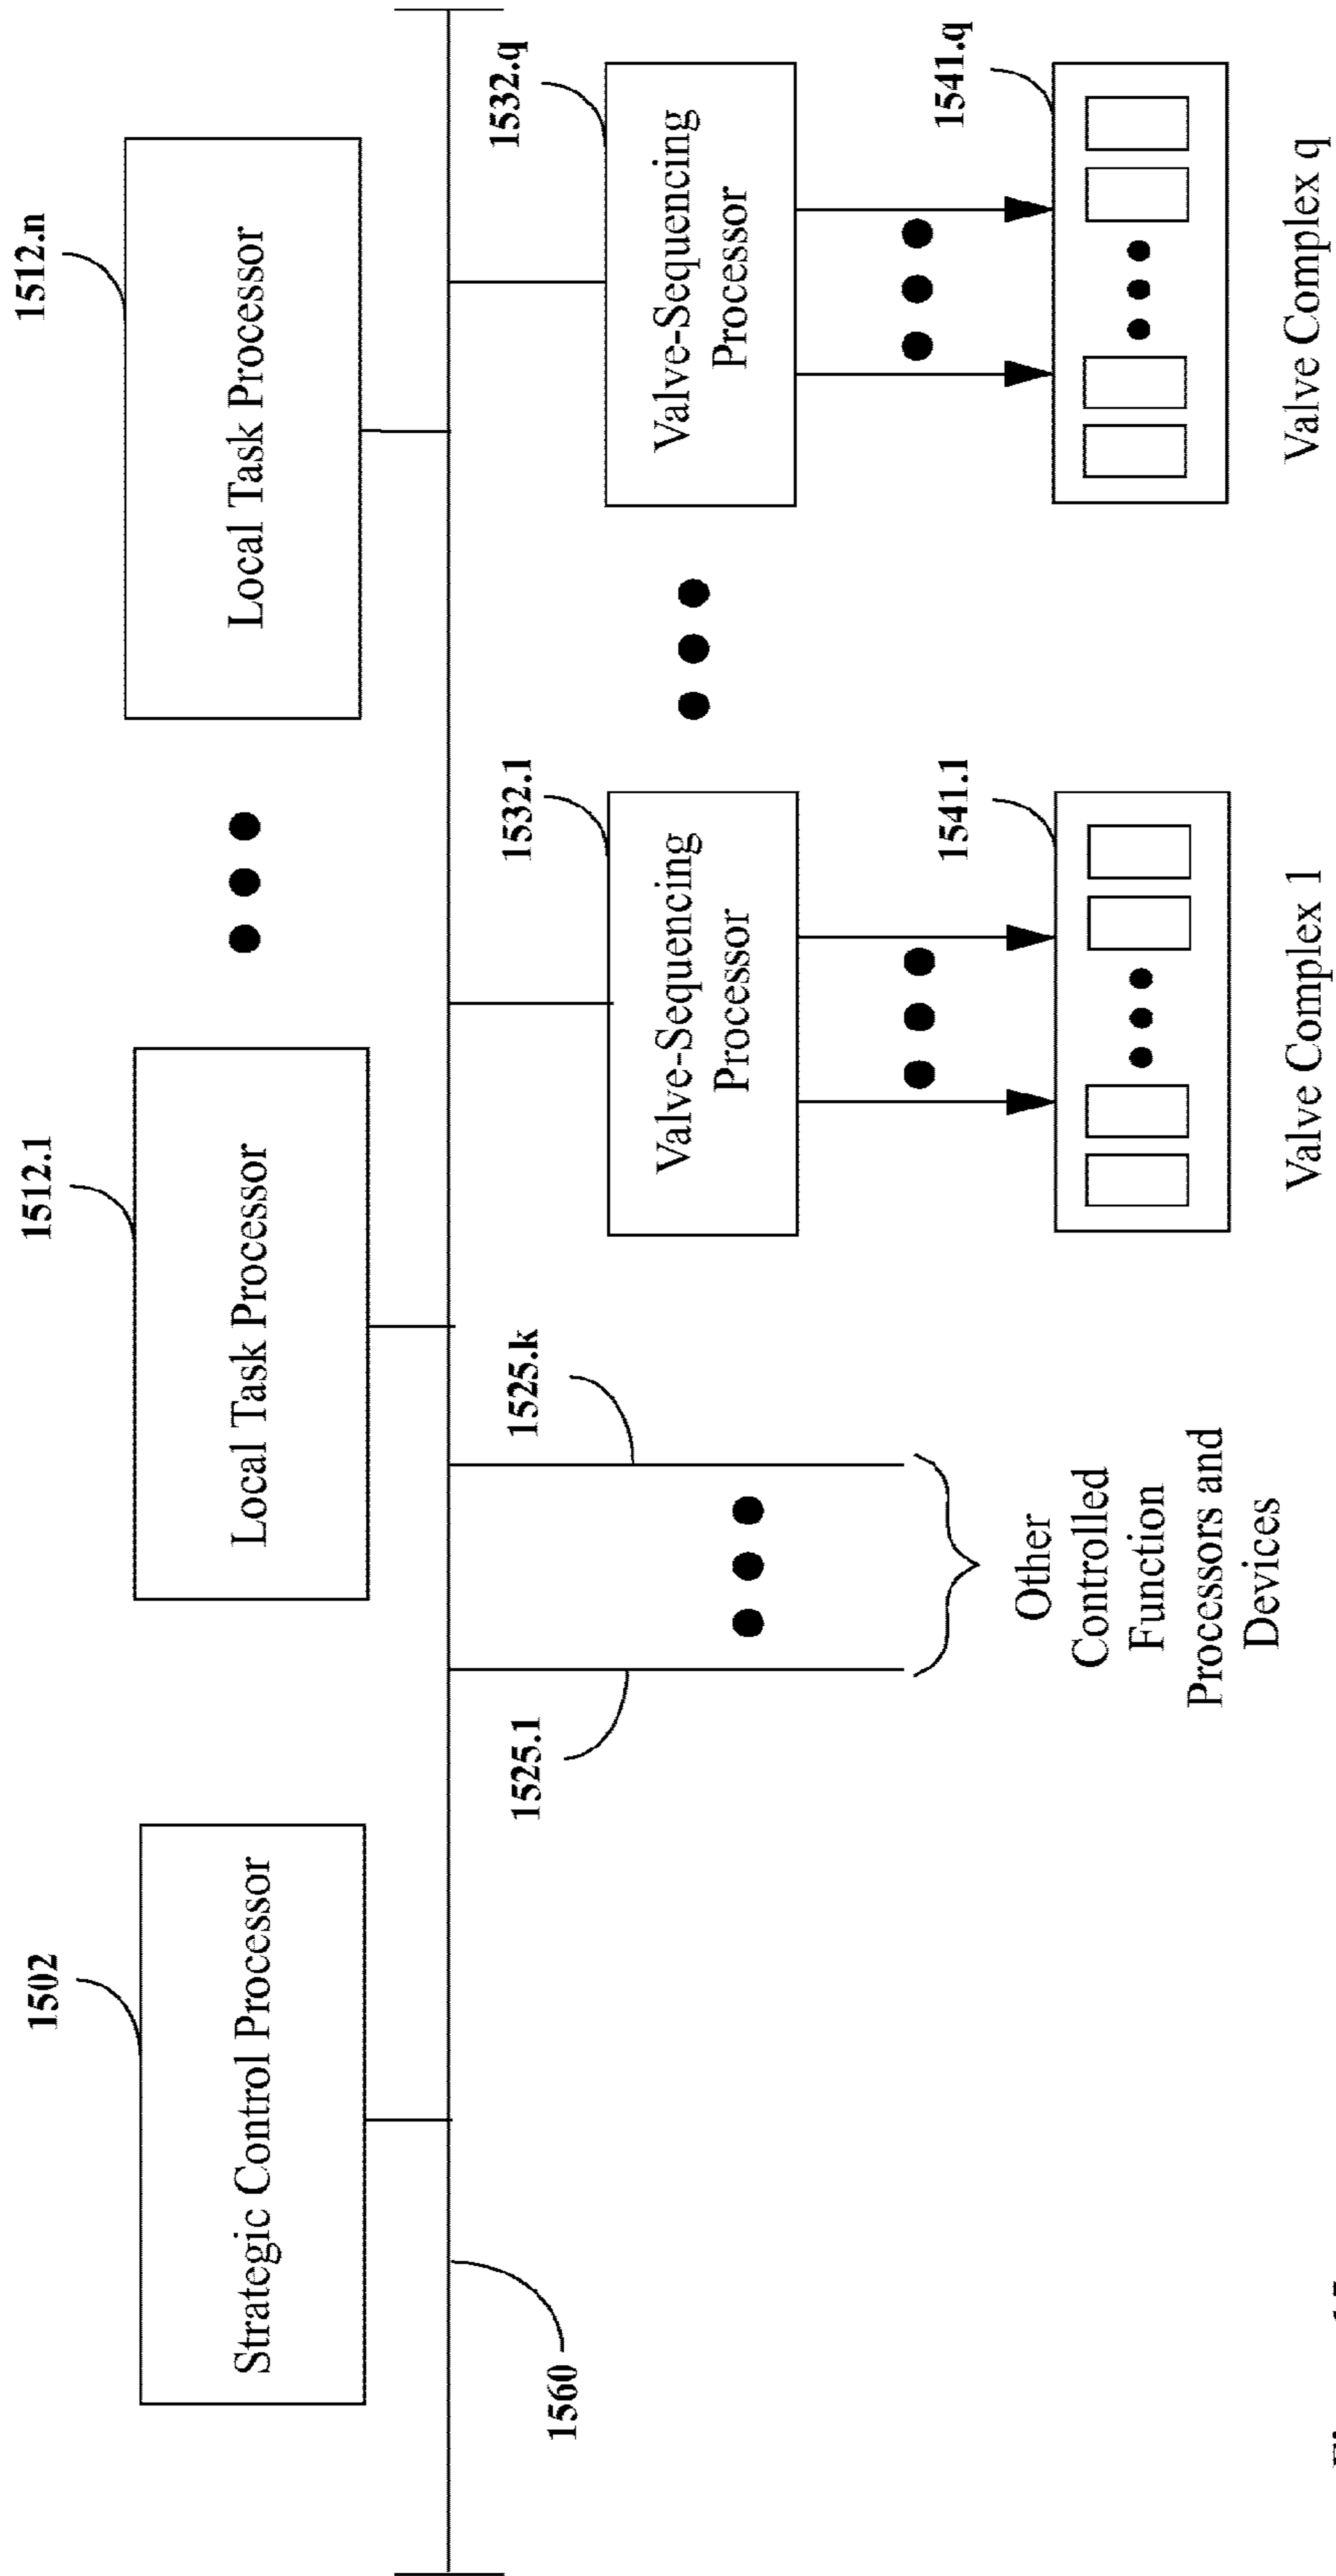 1502
1512.1
1512.n
Strategic Control Processor
Local Task Processor
Local Task Processor
1560
1525.1
1525.k
1532.1
1532.q
Valve-Sequencing
Processor
Valve-Sequencing
Processor
Other
Controlled
Function
Processors and
Devices
1541.1
1541.q
Valve Complex 1
Valve Complex q